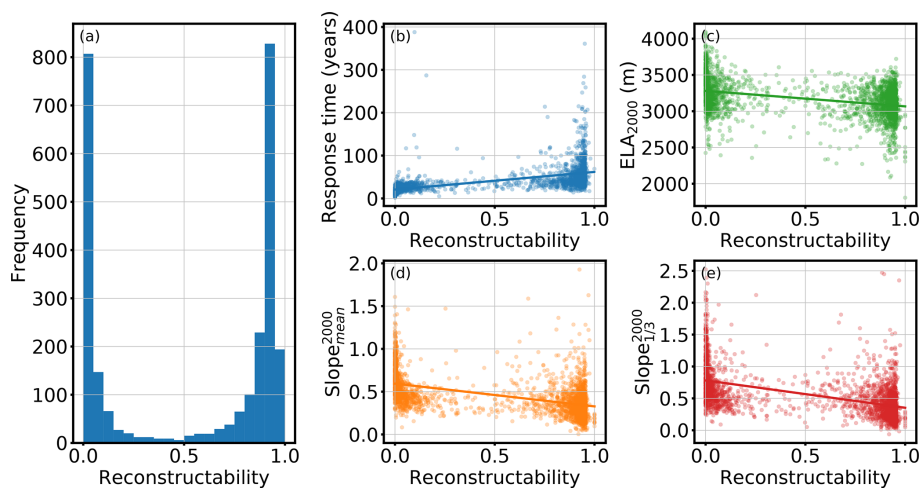 (a)
800
700
600
500
400
300
200
100
0
Frequency
0.0 0.5 1.0
Reconstructability
(b)
400
300
200
100
0
Response time (years)
0.0 0.5 1.0
Reconstructability
(c)
4000
3500
3000
2500
2000
ELA2000 (m)
0.0 0.5 1.0
Reconstructability
(d)
2.0
1.5
1.0
0.5
0.0
Slope2000mean
0.0 0.5 1.0
Reconstructability
(e)
2.5
2.0
1.5
1.0
0.5
0.0
Slope20001/3
0.0 0.5 1.0
Reconstructability